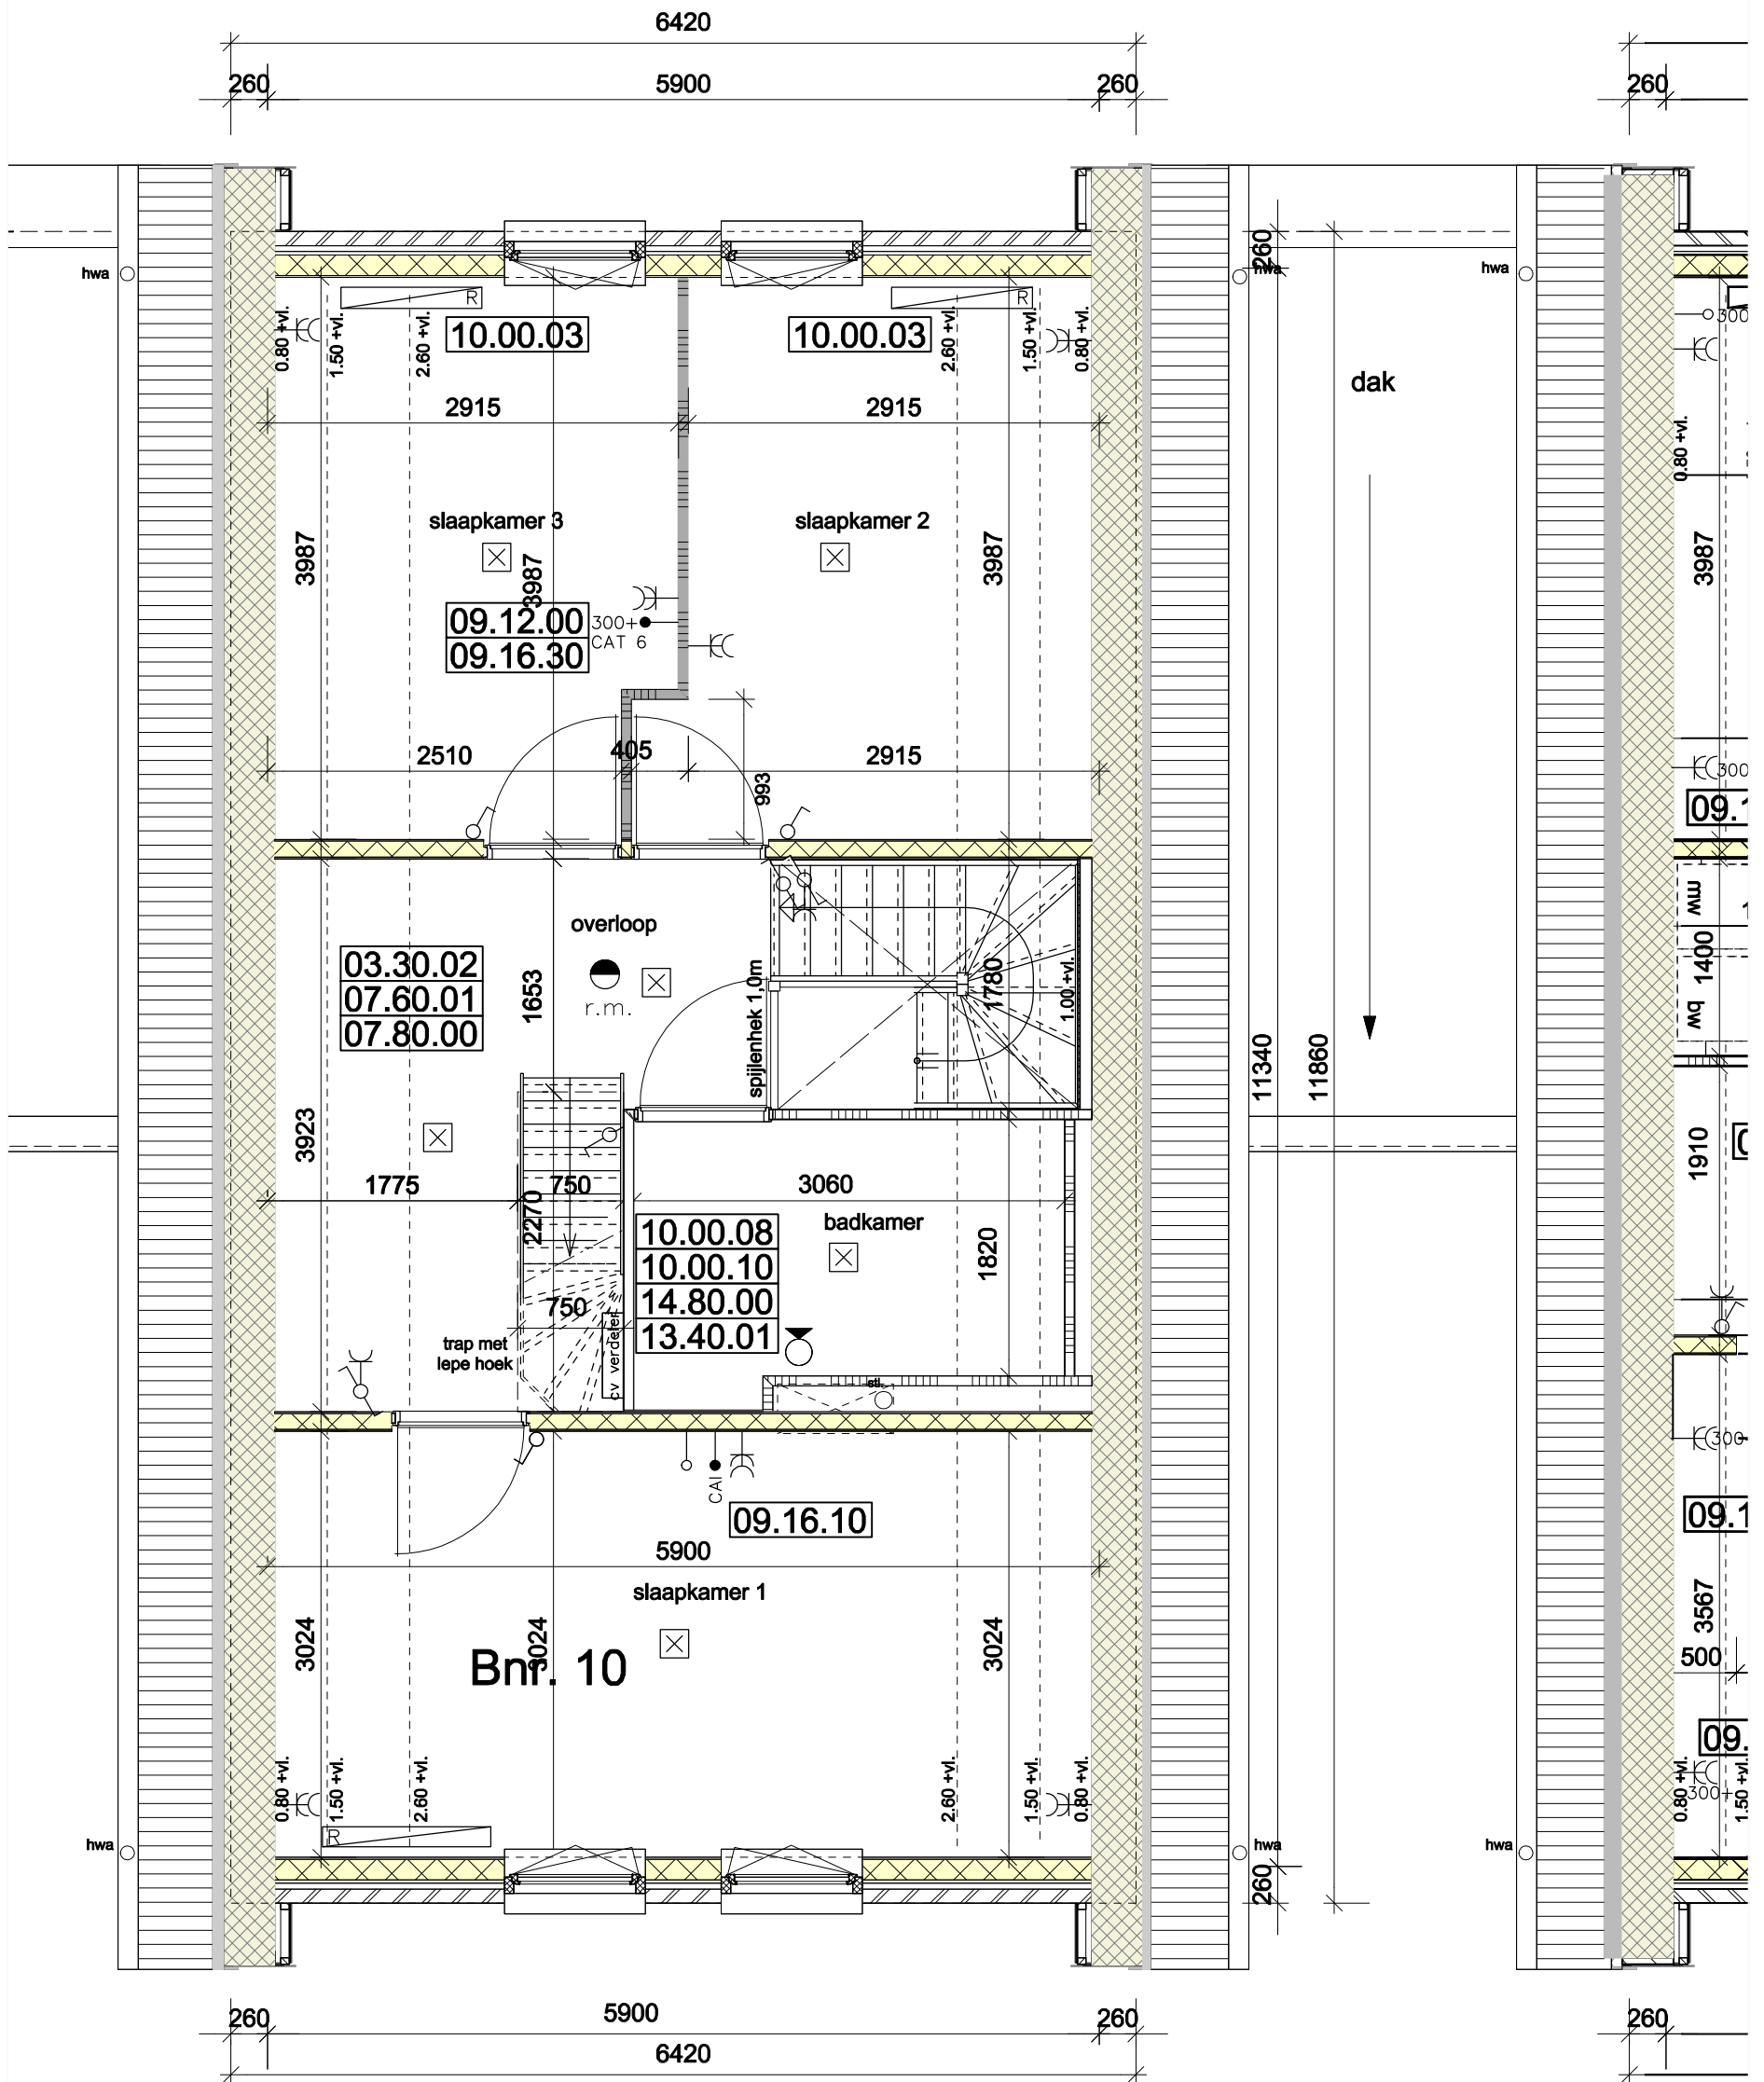 6420
260
5900
260
260
hwa
260
hwa
hwa
R
R
300
0.80 +vl.
1.50 +vl.
2.60 +vl.
10.00.03
10.00.03
2.60 +vl.
1.50 +vl.
0.80 +vl.
dak
2915
2915
0.80 +vl.
slaapkamer 3
slaapkamer 2
3987
3987
3987
3987
09.12.00
300+
CAT 6
09.16.30
2510
405
2915
993
300
09.1
overloop
mw
03.30.02
07.60.01
07.80.00
1653
r.m.
spijlenhek 1,0m
1780
1.00 +vl.
1400
bw
11340
11860
3923
1910
1775
750
3060
2270
badkamer
10.00.08
10.00.10
14.80.00
13.40.01
1820
750
trap met
lepe hoek
cv verdeler
stl.
CAI
300
09.16.10
09.1
5900
slaapkamer 1
3024
3024
3024
3567
Bnr. 10
500
09.
0.80 +vl.
1.50 +vl.
2.60 +vl.
2.60 +vl.
1.50 +vl.
0.80 +vl.
0.80 +vl.
300+
1.50 +vl.
R
hwa
hwa
hwa
260
260
5900
260
260
6420